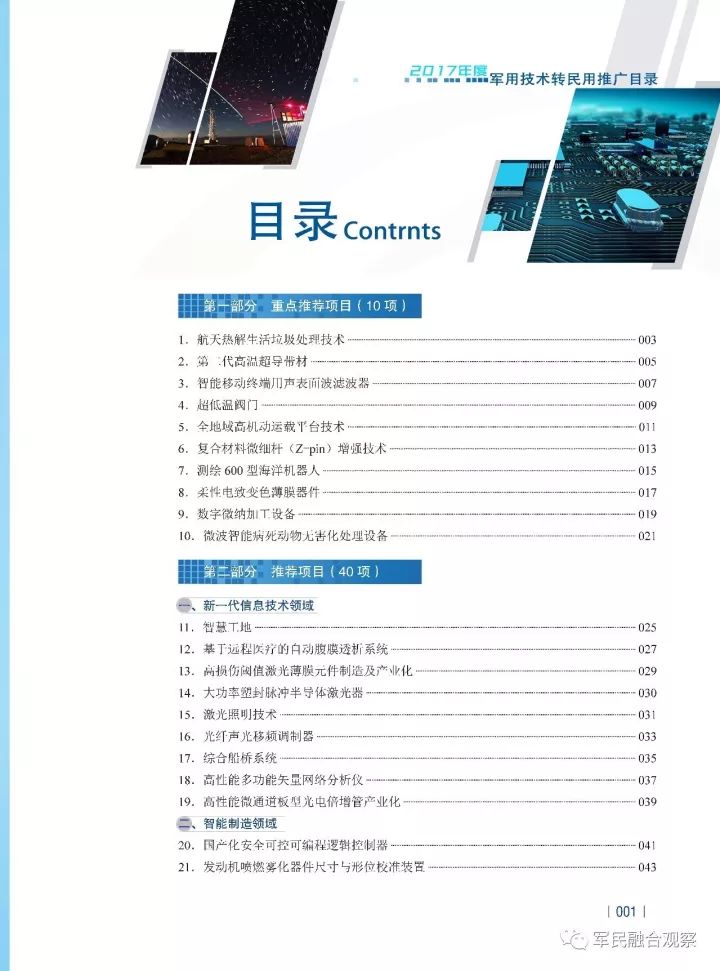 2017年度 军用技术转民用推广目录
目录 Contrnts
第一部分 重点推荐项目（10 项）
1. 航天热解生活垃圾处理技术 003
2. 第二代高温超导带材 005
3. 智能移动终端用声表面波滤波器 007
4. 超低温阀门 009
5. 全地域高机动运载平台技术 011
6. 复合材料微细杆（Z-pin）增强技术 013
7. 测绘 600 型海洋机器人 015
8. 柔性电致变色薄膜器件 017
9. 数字微纳加工设备 019
10. 微波智能病死动物无害化处理设备 021
第二部分 推荐项目（40 项）
一、新一代信息技术领域
11. 智慧工地 025
12. 基于远程医疗的自动腹膜透析系统 027
13. 高损伤阈值激光薄膜元件制造及产业化 029
14. 大功率塑封脉冲半导体激光器 030
15. 激光照明技术 031
16. 光纤声光移频调制器 033
17. 综合船桥系统 035
18. 高性能多功能矢量网络分析仪 037
19. 高性能微通道板型光电倍增管产业化 039
二、智能制造领域
20. 国产化安全可控可编程逻辑控制器 041
21. 发动机喷燃雾化器件尺寸与形位校准装置 043
| 001 |
军民融合观察